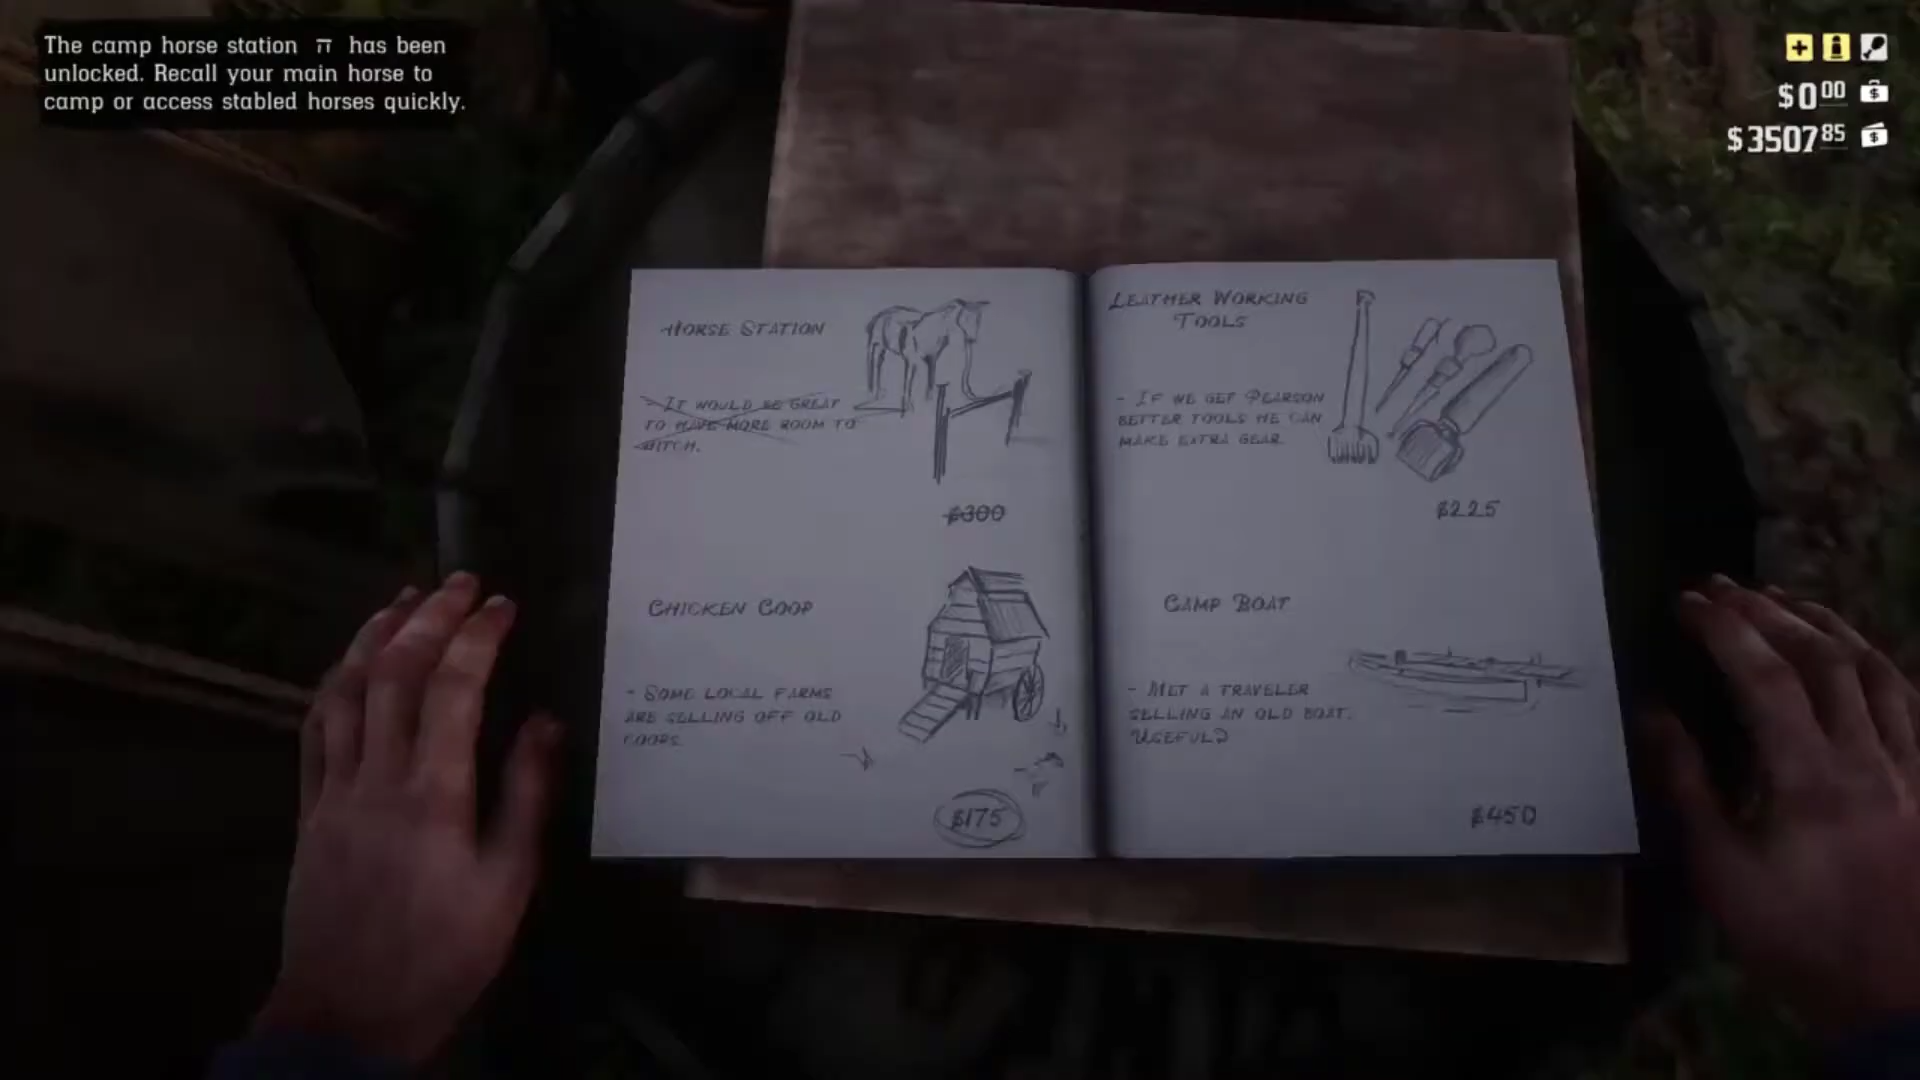 The camp horse station has been
unlocked. Recall your main horse to
camp or access stabled horses quickly.
$0 00
$3507 85
Horse Station
- It would be great
to have more room to
hitch.
$300
Chicken Coop
- Some local farms
are selling off old
coops.
$175
Leather Working
Tools
- If we get Pearson
better tools he can
make extra gear.
$225
Camp Boat
- Met a traveler
selling an old boat.
Useful?
$450